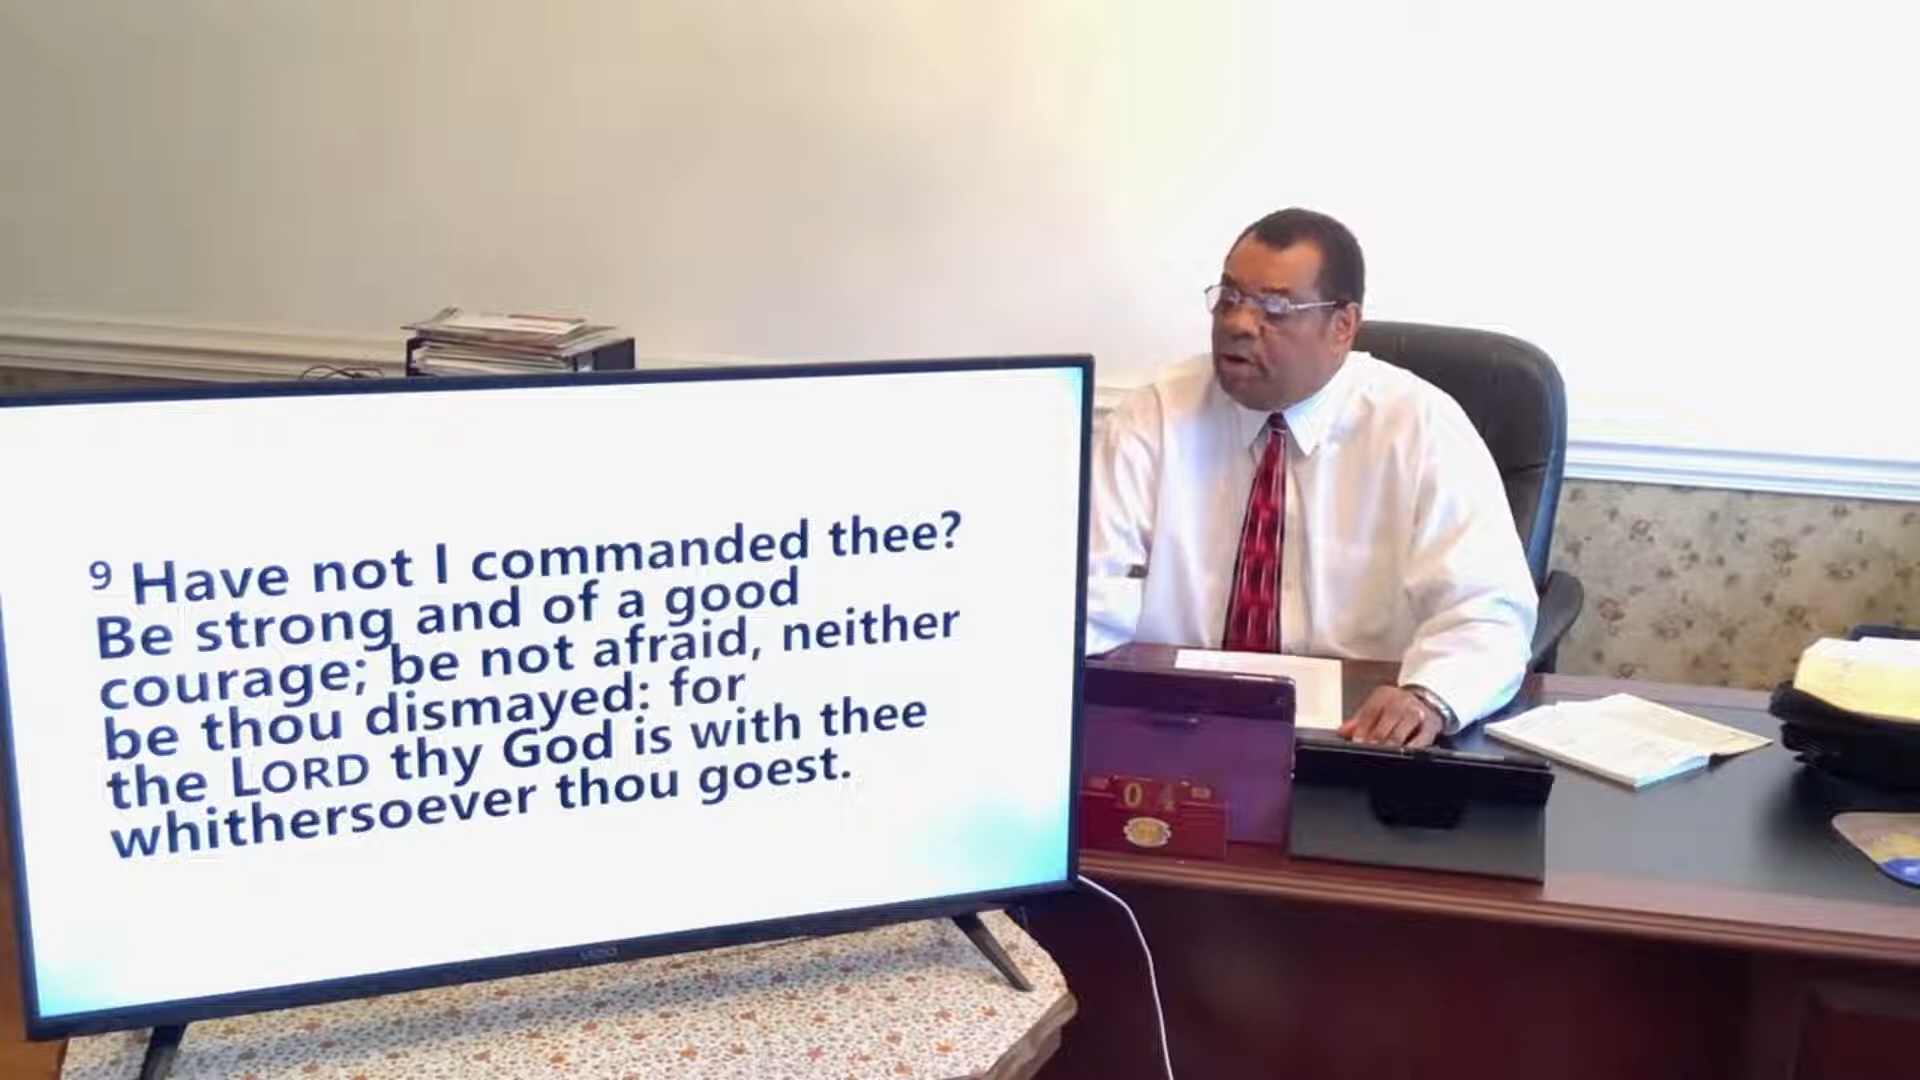 9 Have not I commanded thee?
Be strong and of a good
courage; be not afraid, neither
be thou dismayed: for
the LORD thy God is with thee
whithersoever thou goest.
04